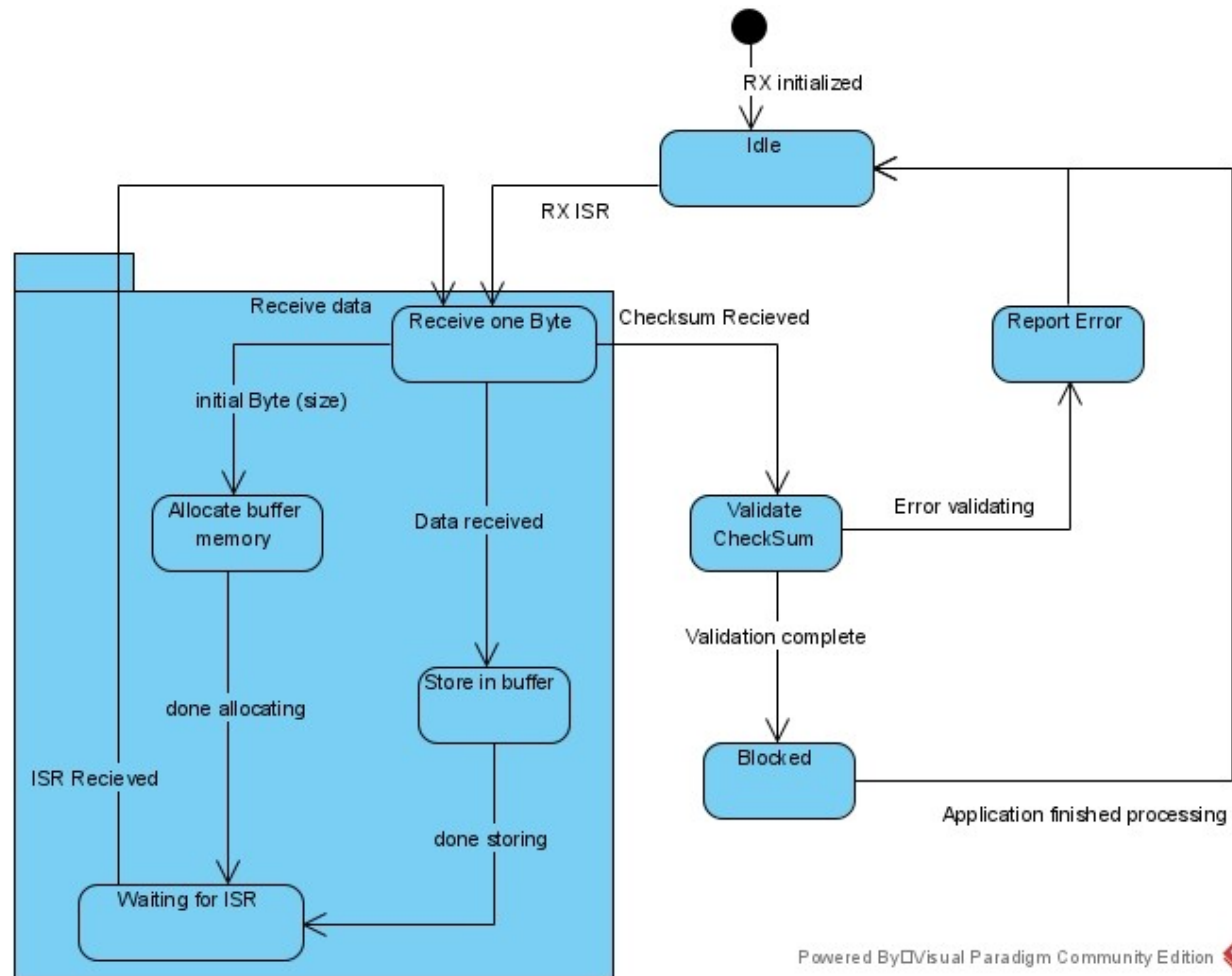 RX initialized
Idle
RX ISR
Receive data
Receive one Byte
Checksum Recieved
Report Error
initial Byte (size)
Allocate buffer
memory
Data received
Validate
CheckSum
Error validating
Validation complete
Store in buffer
done allocating
Blocked
ISR Recieved
Application finished processing
done storing
Waiting for ISR
Powered By□Visual Paradigm Community Edition